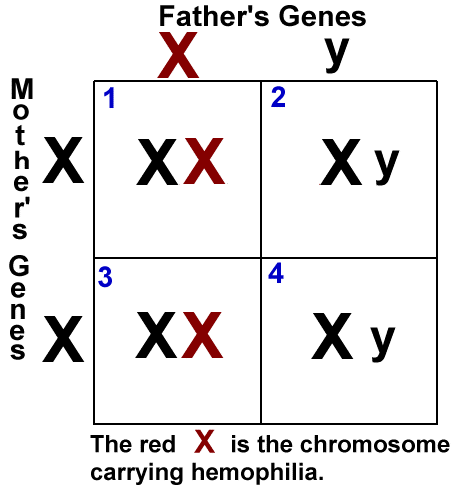 Father's Genes
X y
Mother's Genes
1 2
X XX X y
3 4
X XX X y
The red X is the chromosome
carrying hemophilia.